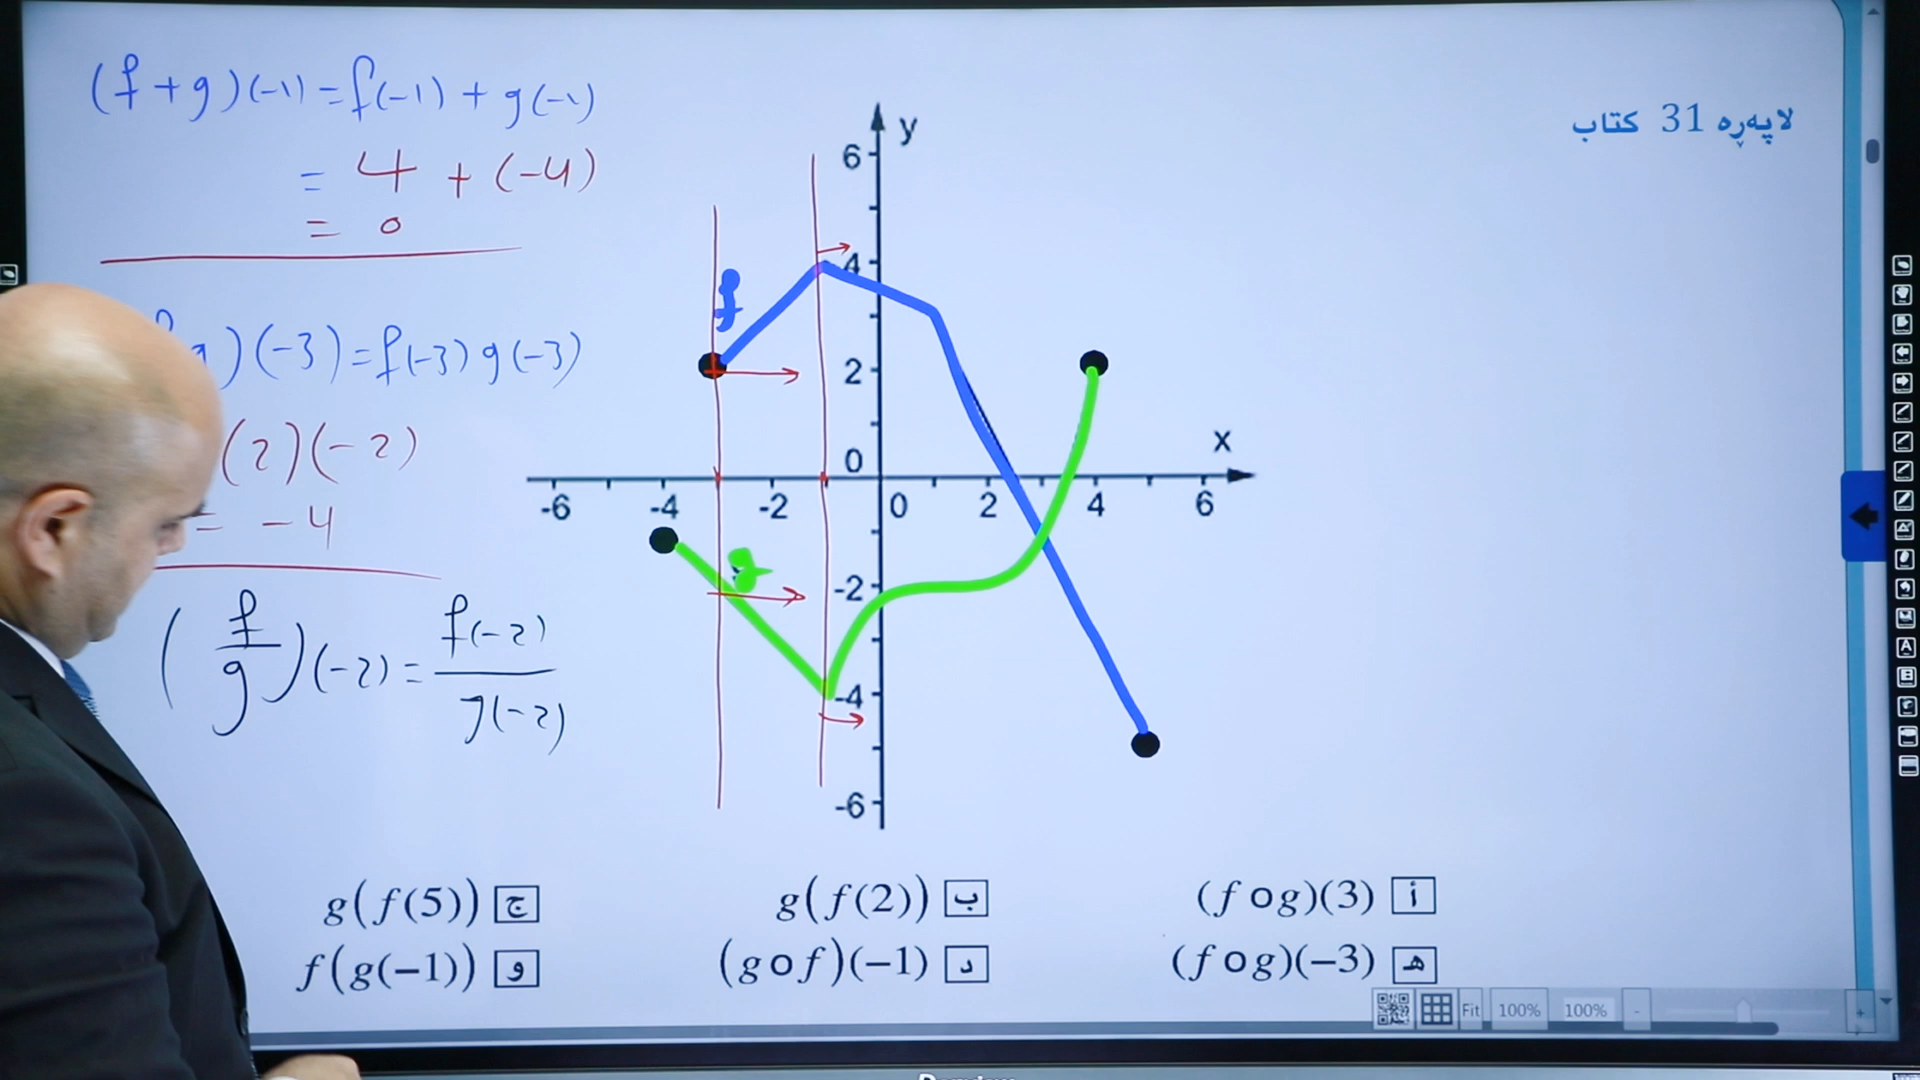 (f+g)(-1) = f(-1) + g(-1)
= 4 + (-4)
= 0
g)(-3) = f(-3) g(-3)
(2)(-2)
= -4
(f/g)(-2) = f(-2)/g(-2)
لاپەڕە 31 کتاب
y
6
4
2
0
-2
-4
-6
x
-6 -4 -2 0 2 4 6
f
g
أ (f o g)(3)
ب g(f(2))
ج g(f(5))
هـ (f o g)(−3)
د (g o f)(−1)
و f(g(−1))
Fit 100% 100% - +